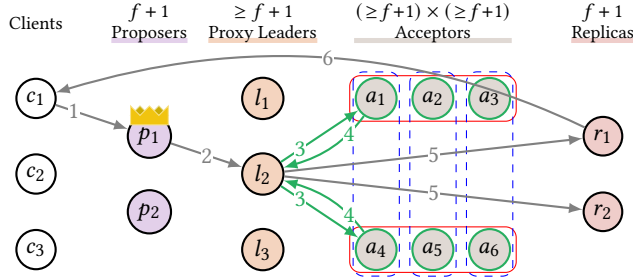 Clients
f + 1
Proposers
≥ f + 1
Proxy Leaders
(≥f+1) × (≥f+1)
Acceptors
f + 1
Replicas
6
c1
l1
a1 a2 a3
1
p1
r1
3 4
2
5
c2
l2
5
3 4
p2
r2
c3
l3
a4 a5 a6